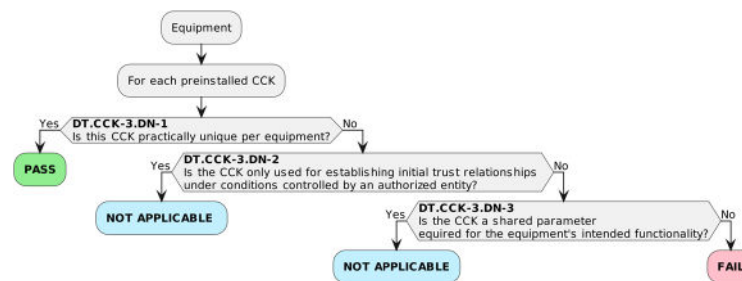 Equipment
For each preinstalled CCK
DT.CCK-3.DN-1
Yes
Is this CCK practically unique per equipment?
No
PASS
DT.CCK-3.DN-2
Yes
Is the CCK only used for establishing initial trust relationships
No
under conditions controlled by an authorized entity?
NOT APPLICABLE
DT.CCK-3.DN-3
Yes
Is the CCK a shared parameter
No
equired for the equipment's intended functionality?
NOT APPLICABLE
FAIL